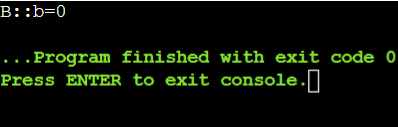 B::b=0
...Program finished with exit code 0
Press ENTER to exit console.